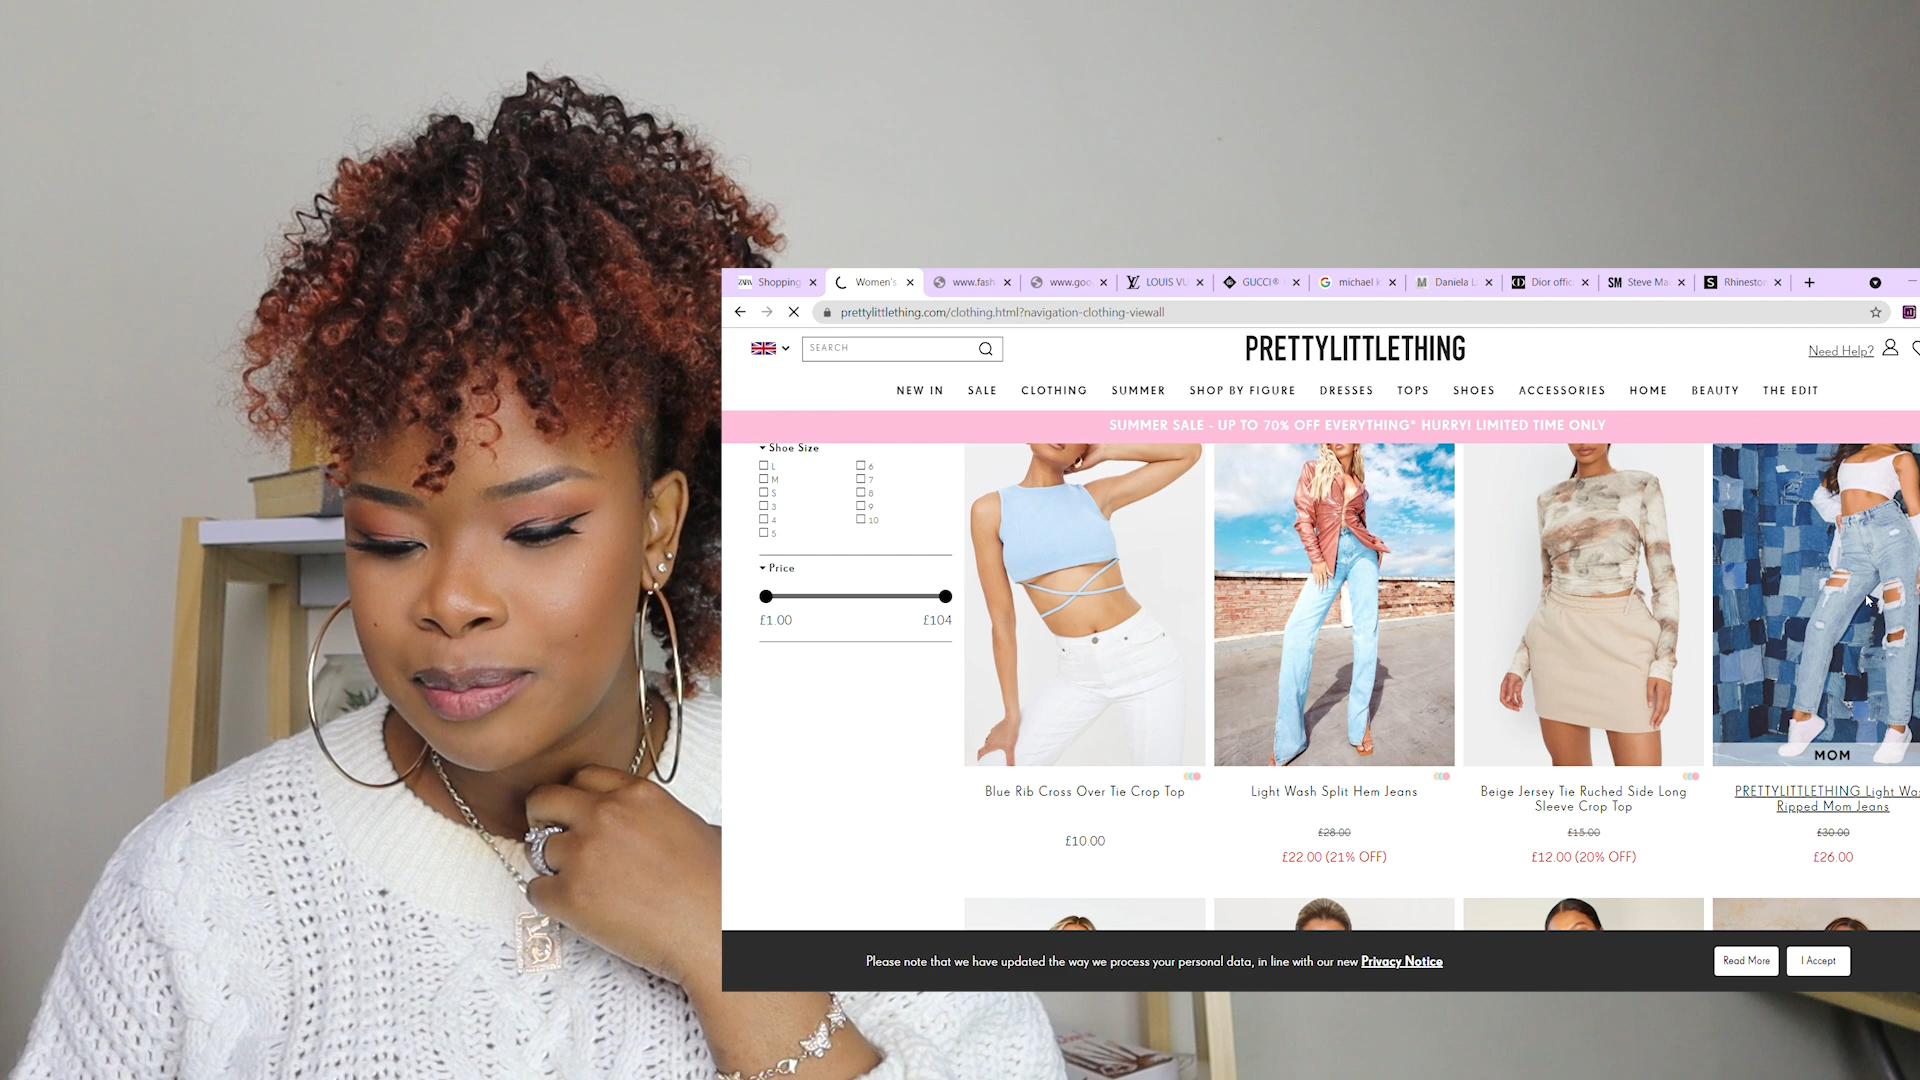 ZARA Shopping Women's www.fash www.goo LOUIS VU GUCCI® michael k Daniela L Dior offic SM Steve Ma S Rhinestor
prettylittlething.com/clothing.html?navigation-clothing-viewall
SEARCH
PRETTYLITTLETHING
Need Help?
NEW IN SALE CLOTHING SUMMER SHOP BY FIGURE DRESSES TOPS SHOES ACCESSORIES HOME BEAUTY THE EDIT
SUMMER SALE - UP TO 70% OFF EVERYTHING* HURRY! LIMITED TIME ONLY
Shoe Size
L 6
M 7
S 8
3 9
4 10
5
Price
£1.00 £104
MOM
Blue Rib Cross Over Tie Crop Top
£10.00
Light Wash Split Hem Jeans
£28.00
£22.00 (21% OFF)
Beige Jersey Tie Ruched Side Long
Sleeve Crop Top
£15.00
£12.00 (20% OFF)
PRETTYLITTLETHING Light Was
Ripped Mom Jeans
£30.00
£26.00
Please note that we have updated the way we process your personal data, in line with our new Privacy Notice
Read More I Accept